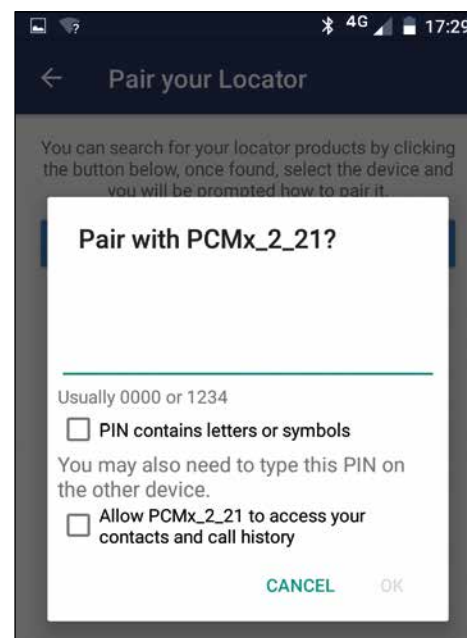 4G 17:29
Pair your Locator
You can search for your locator products by clicking
the button below, once found, select the device and
you will be prompted how to pair it.
Pair with PCMx_2_21?
Usually 0000 or 1234
PIN contains letters or symbols
You may also need to type this PIN on
the other device.
Allow PCMx_2_21 to access your
contacts and call history
CANCEL OK